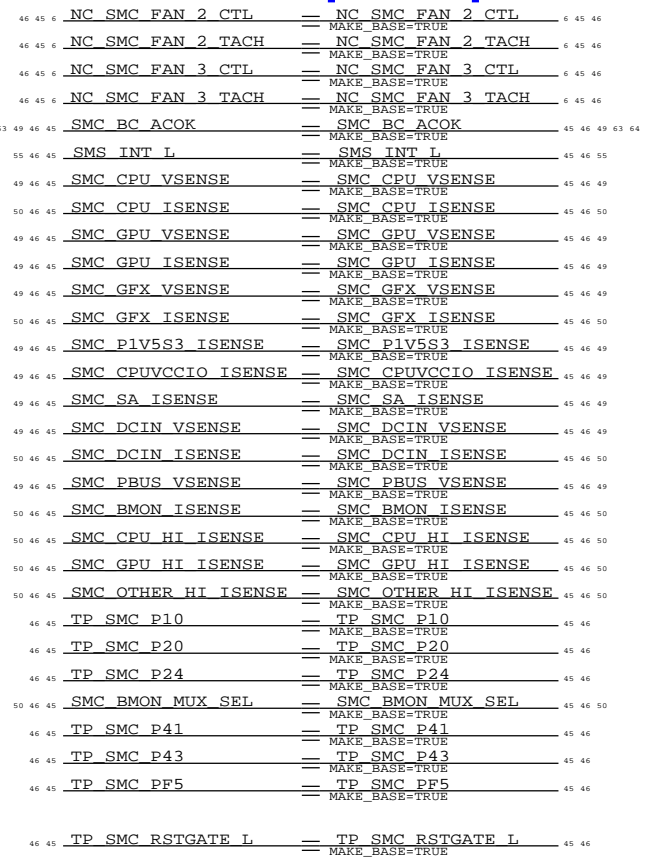 46 45 6 NC_SMC_FAN_2_CTL = NC_SMC_FAN_2_CTL 6 45 46
MAKE_BASE=TRUE
46 45 6 NC_SMC_FAN_2_TACH = NC_SMC_FAN_2_TACH 6 45 46
MAKE_BASE=TRUE
46 45 6 NC_SMC_FAN_3_CTL = NC_SMC_FAN_3_CTL 6 45 46
MAKE_BASE=TRUE
46 45 6 NC_SMC_FAN_3_TACH = NC_SMC_FAN_3_TACH 6 45 46
MAKE_BASE=TRUE
49 46 45 SMC_BC_ACOK = SMC_BC_ACOK 45 46 49 63 64
MAKE_BASE=TRUE
55 46 45 SMS_INT_L = SMS_INT_L 45 46 55
MAKE_BASE=TRUE
49 46 45 SMC_CPU_VSENSE = SMC_CPU_VSENSE 45 46 49
MAKE_BASE=TRUE
50 46 45 SMC_CPU_ISENSE = SMC_CPU_ISENSE 45 46 50
MAKE_BASE=TRUE
49 46 45 SMC_GPU_VSENSE = SMC_GPU_VSENSE 45 46 49
MAKE_BASE=TRUE
49 46 45 SMC_GPU_ISENSE = SMC_GPU_ISENSE 45 46 49
MAKE_BASE=TRUE
49 46 45 SMC_GFX_VSENSE = SMC_GFX_VSENSE 45 46 49
MAKE_BASE=TRUE
50 46 45 SMC_GFX_ISENSE = SMC_GFX_ISENSE 45 46 50
MAKE_BASE=TRUE
49 46 45 SMC_P1V5S3_ISENSE = SMC_P1V5S3_ISENSE 45 46 49
MAKE_BASE=TRUE
49 46 45 SMC_CPUVCCIO_ISENSE = SMC_CPUVCCIO_ISENSE 45 46 49
MAKE_BASE=TRUE
49 46 45 SMC_SA_ISENSE = SMC_SA_ISENSE 45 46 49
MAKE_BASE=TRUE
49 46 45 SMC_DCIN_VSENSE = SMC_DCIN_VSENSE 45 46 49
MAKE_BASE=TRUE
50 46 45 SMC_DCIN_ISENSE = SMC_DCIN_ISENSE 45 46 50
MAKE_BASE=TRUE
49 46 45 SMC_PBUS_VSENSE = SMC_PBUS_VSENSE 45 46 49
MAKE_BASE=TRUE
50 46 45 SMC_BMON_ISENSE = SMC_BMON_ISENSE 45 46 50
MAKE_BASE=TRUE
50 46 45 SMC_CPU_HI_ISENSE = SMC_CPU_HI_ISENSE 45 46 50
MAKE_BASE=TRUE
50 46 45 SMC_GPU_HI_ISENSE = SMC_GPU_HI_ISENSE 45 46 50
MAKE_BASE=TRUE
50 46 45 SMC_OTHER_HI_ISENSE = SMC_OTHER_HI_ISENSE 45 46 50
MAKE_BASE=TRUE
46 45 TP_SMC_P10 = TP_SMC_P10 45 46
MAKE_BASE=TRUE
46 45 TP_SMC_P20 = TP_SMC_P20 45 46
MAKE_BASE=TRUE
46 45 TP_SMC_P24 = TP_SMC_P24 45 46
MAKE_BASE=TRUE
50 46 45 SMC_BMON_MUX_SEL = SMC_BMON_MUX_SEL 45 46 50
MAKE_BASE=TRUE
46 45 TP_SMC_P41 = TP_SMC_P41 45 46
MAKE_BASE=TRUE
46 45 TP_SMC_P43 = TP_SMC_P43 45 46
MAKE_BASE=TRUE
46 45 TP_SMC_PF5 = TP_SMC_PF5 45 46
MAKE_BASE=TRUE
46 45 TP_SMC_RSTGATE_L = TP_SMC_RSTGATE_L 45 46
MAKE_BASE=TRUE